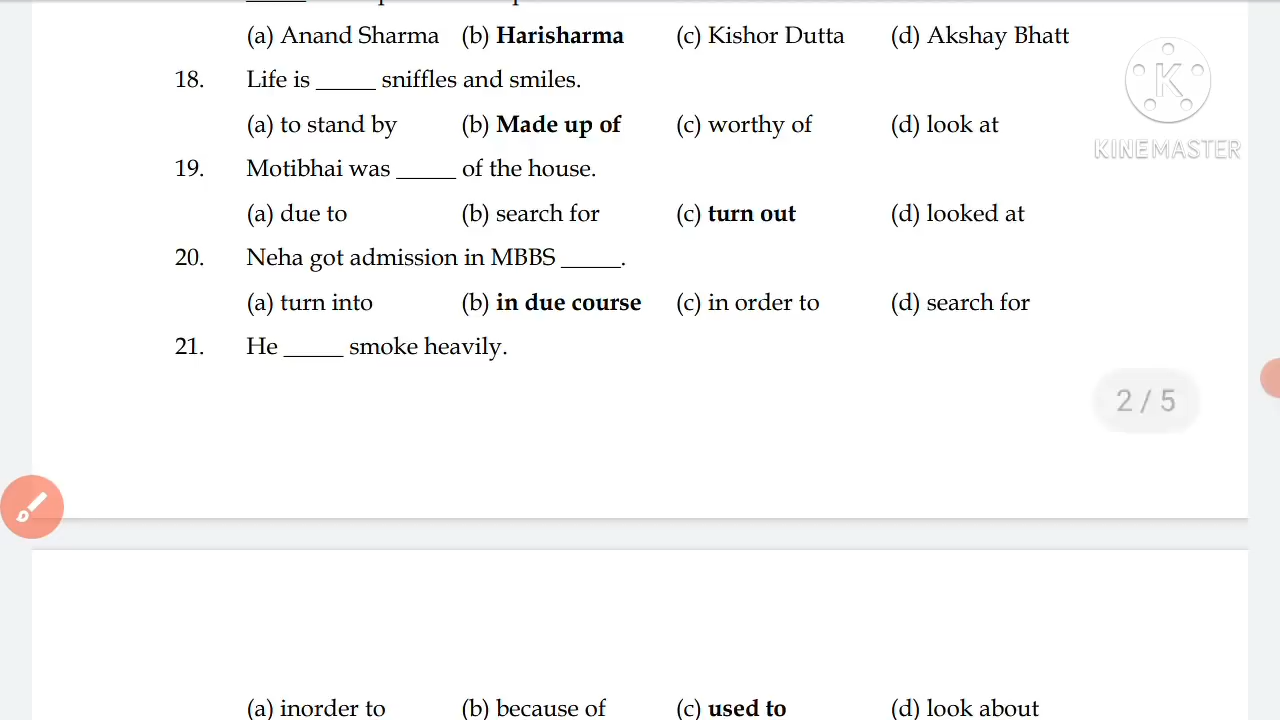 (a) Anand Sharma (b) Harisharma (c) Kishor Dutta (d) Akshay Bhatt
18. Life is _____ sniffles and smiles.
(a) to stand by (b) Made up of (c) worthy of (d) look at
K
KINEMASTER
19. Motibhai was _____ of the house.
(a) due to (b) search for (c) turn out (d) looked at
20. Neha got admission in MBBS _____.
(a) turn into (b) in due course (c) in order to (d) search for
21. He _____ smoke heavily.
2 / 5
(a) inorder to (b) because of (c) used to (d) look about